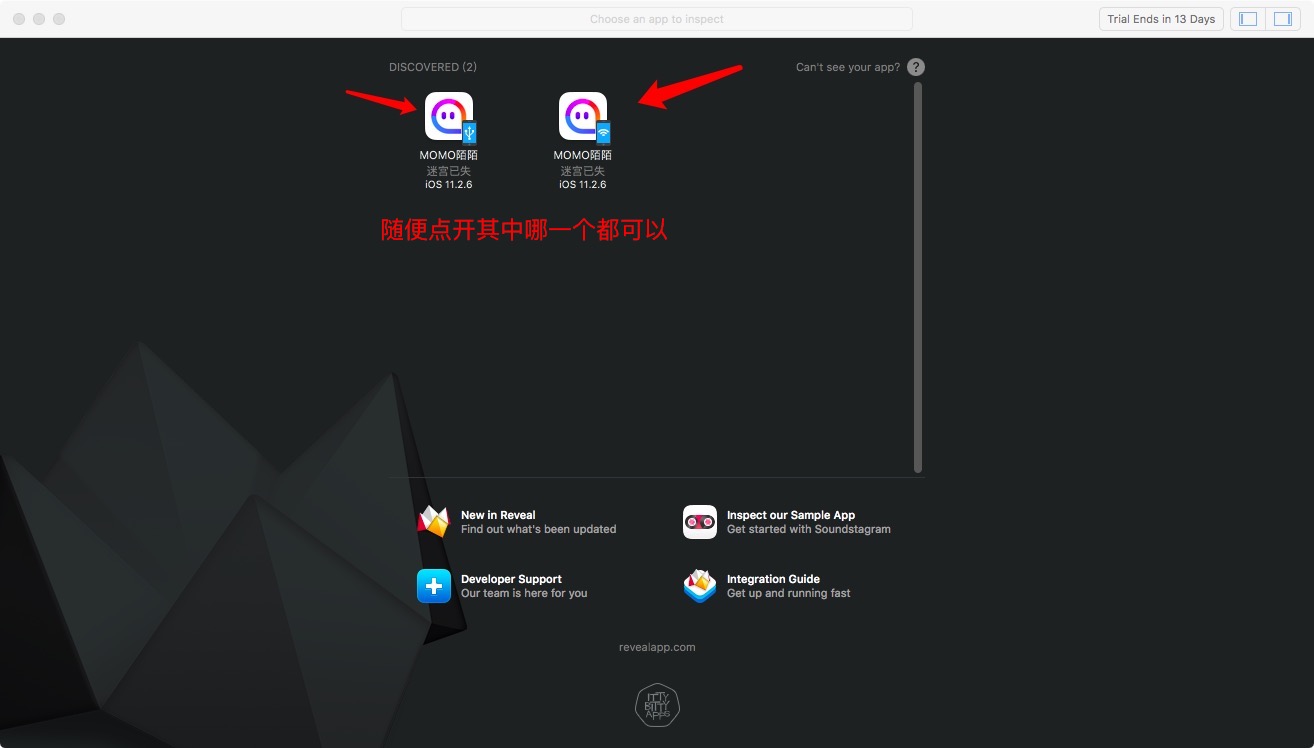 Choose an app to inspect
Trial Ends in 13 Days
DISCOVERED (2)
Can't see your app?
?
MOMO陌陌
迷宫已失
iOS 11.2.6
MOMO陌陌
迷宫已失
iOS 11.2.6
随便点开其中哪一个都可以
New in Reveal
Find out what's been updated
Inspect our Sample App
Get started with Soundstagram
Developer Support
Our team is here for you
Integration Guide
Get up and running fast
revealapp.com
ITTY
BITTY
APPS